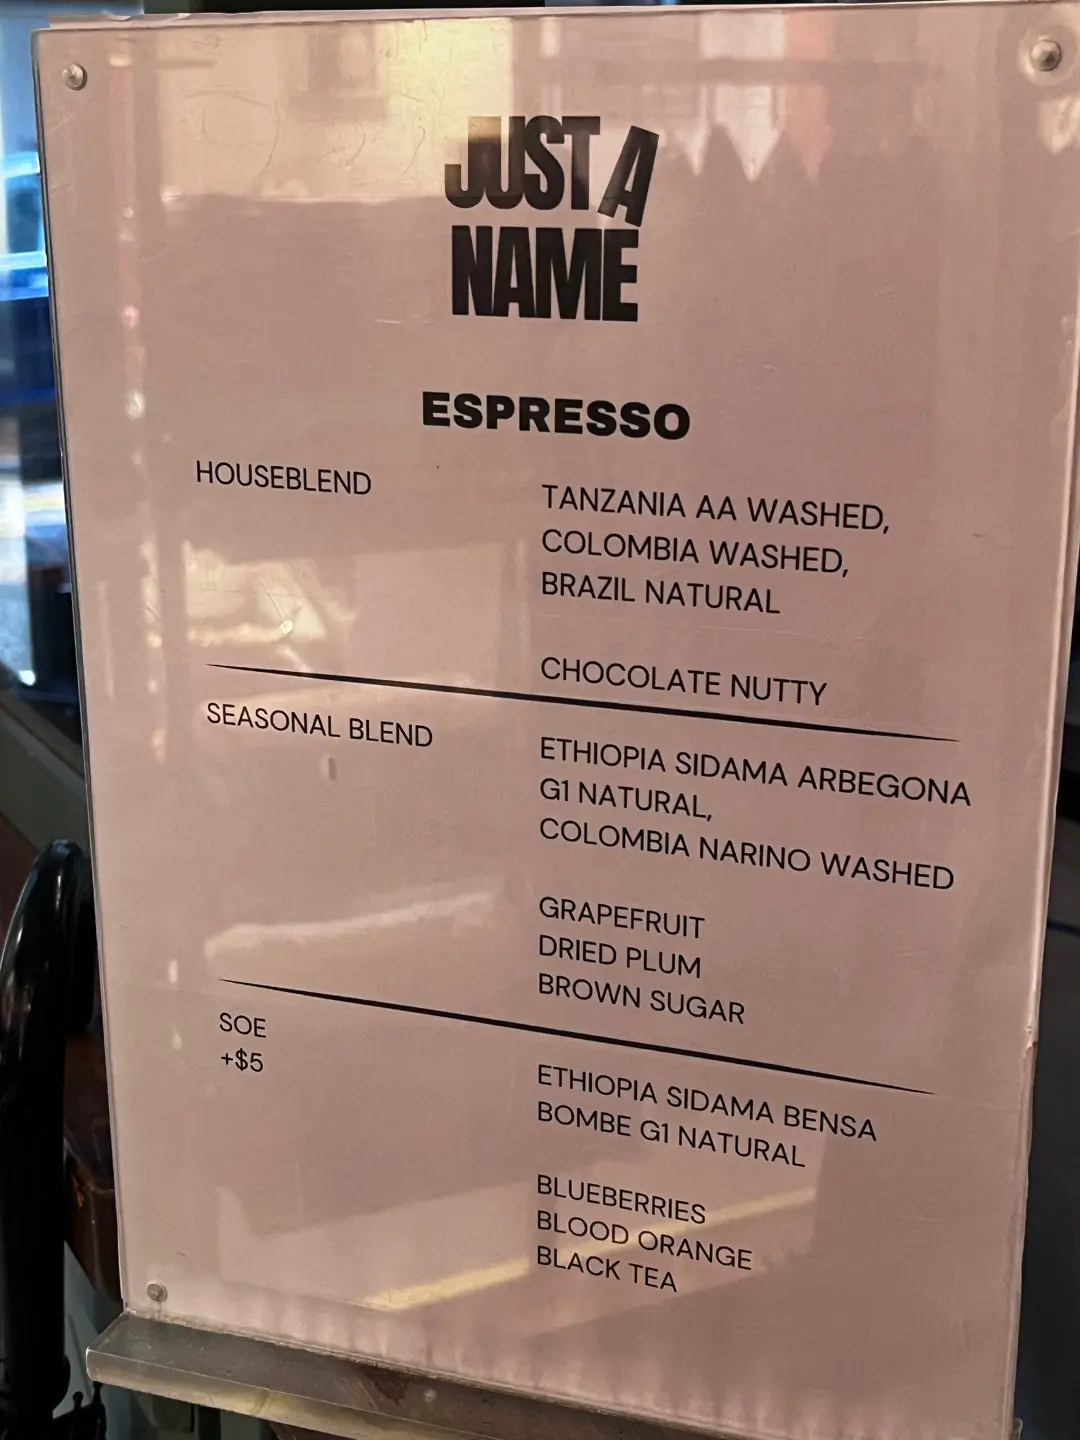 JUST A
NAME
ESPRESSO
HOUSEBLEND
TANZANIA AA WASHED,
COLOMBIA WASHED,
BRAZIL NATURAL
CHOCOLATE NUTTY
SEASONAL BLEND
ETHIOPIA SIDAMA ARBEGONA
G1 NATURAL,
COLOMBIA NARINO WASHED
GRAPEFRUIT
DRIED PLUM
BROWN SUGAR
SOE
+$5
ETHIOPIA SIDAMA BENSA
BOMBE G1 NATURAL
BLUEBERRIES
BLOOD ORANGE
BLACK TEA